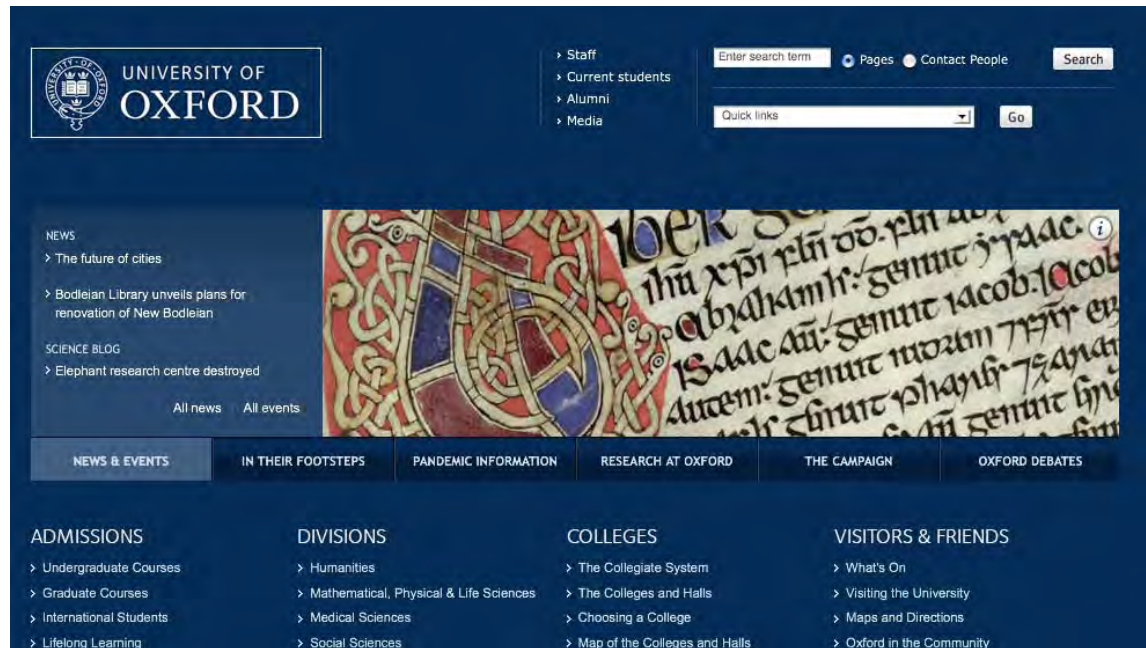 UNIVERSITY OF
OXFORD
Staff
Current students
Alumni
Media
Enter search term
Pages
Contact People
Search
Quick links
Go
NEWS
The future of cities
Bodleian Library unveils plans for
renovation of New Bodleian
SCIENCE BLOG
Elephant research centre destroyed
All news All events
isaac au: genuit
NEWS & EVENTS
IN THEIR FOOTSTEPS
PANDEMIC INFORMATION
RESEARCH AT OXFORD
THE CAMPAIGN
OXFORD DEBATES
ADMISSIONS
Undergraduate Courses
Graduate Courses
International Students
Lifelong Learning
DIVISIONS
Humanities
Mathematical, Physical & Life Sciences
Medical Sciences
Social Sciences
COLLEGES
The Collegiate System
The Colleges and Halls
Choosing a College
Map of the Colleges and Halls
VISITORS & FRIENDS
What's On
Visiting the University
Maps and Directions
Oxford in the Community